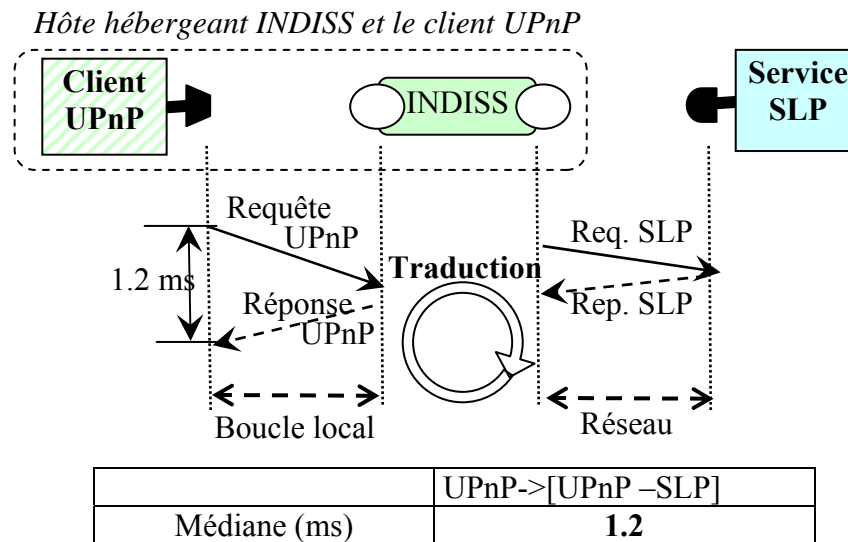 Hôte hébergeant INDISS et le client UPnP
Client
UPnP
INDISS
Service
SLP
Requête
UPnP
Req. SLP
Traduction
1.2 ms
Réponse
UPnP
Rep. SLP
Boucle local
Réseau
UPnP->[UPnP –SLP]
Médiane (ms) 1.2